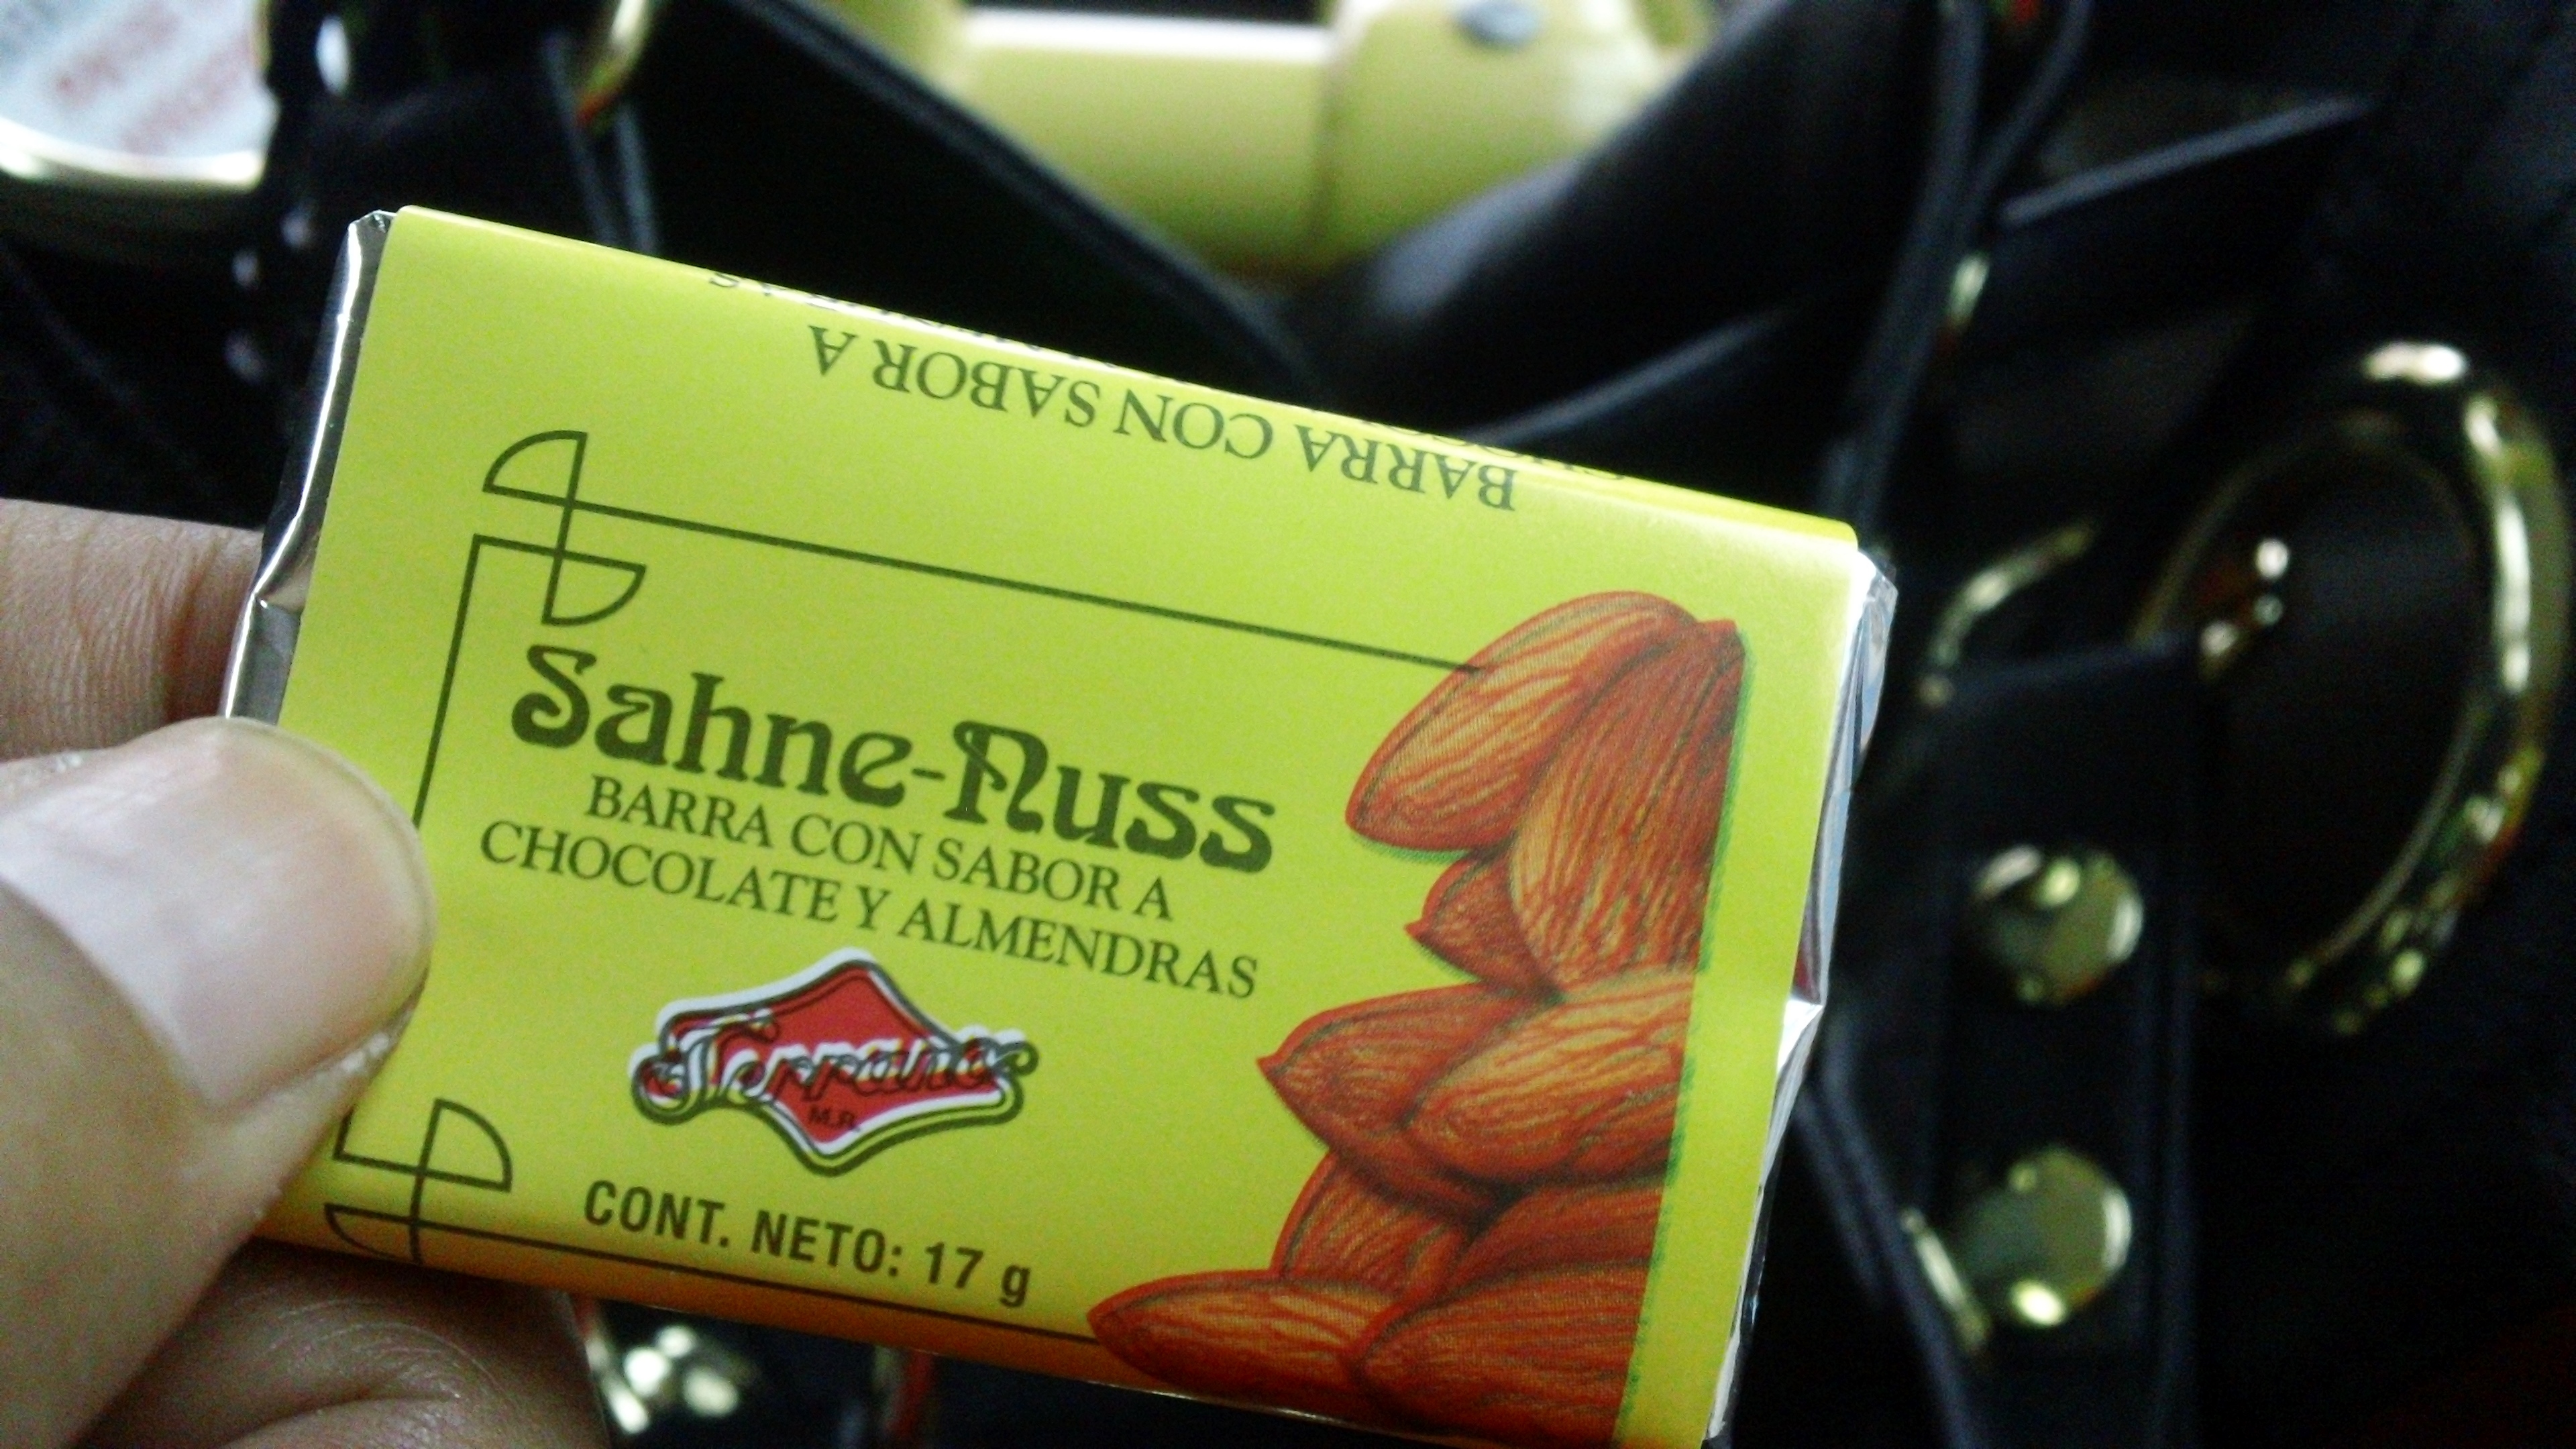 BARRA CON SABOR A
Sahne-Nuss
BARRA CON SABOR A
CHOCOLATE Y ALMENDRAS
M.R.
CONT. NETO: 17 g